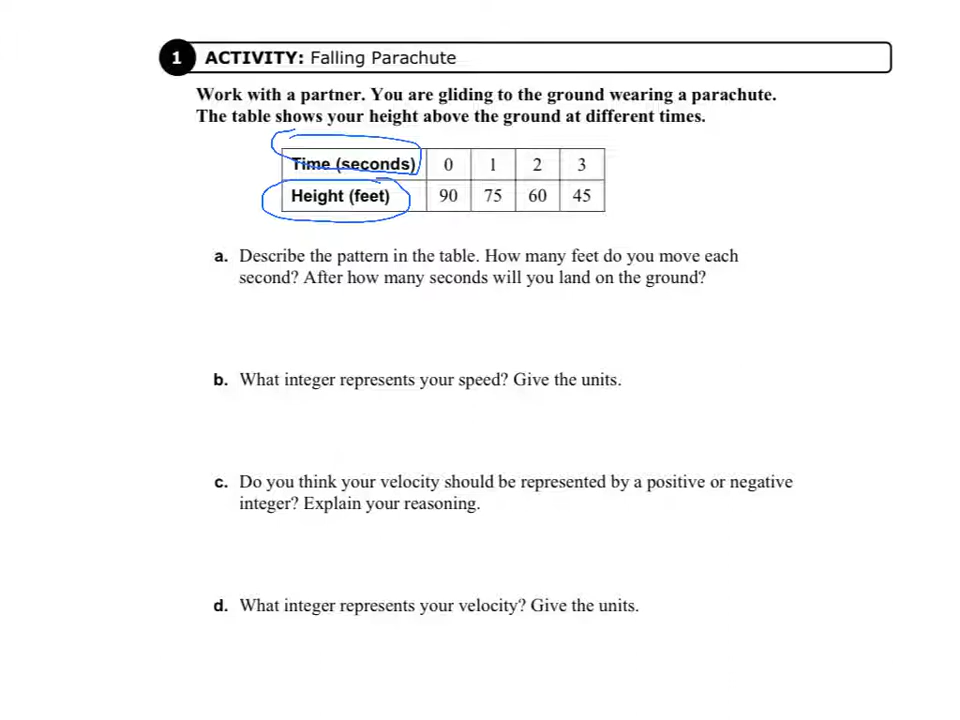 1 ACTIVITY: Falling Parachute
Work with a partner. You are gliding to the ground wearing a parachute.
The table shows your height above the ground at different times.
Time (seconds) 0 1 2 3
Height (feet) 90 75 60 45
a. Describe the pattern in the table. How many feet do you move each
second? After how many seconds will you land on the ground?
b. What integer represents your speed? Give the units.
c. Do you think your velocity should be represented by a positive or negative
integer? Explain your reasoning.
d. What integer represents your velocity? Give the units.